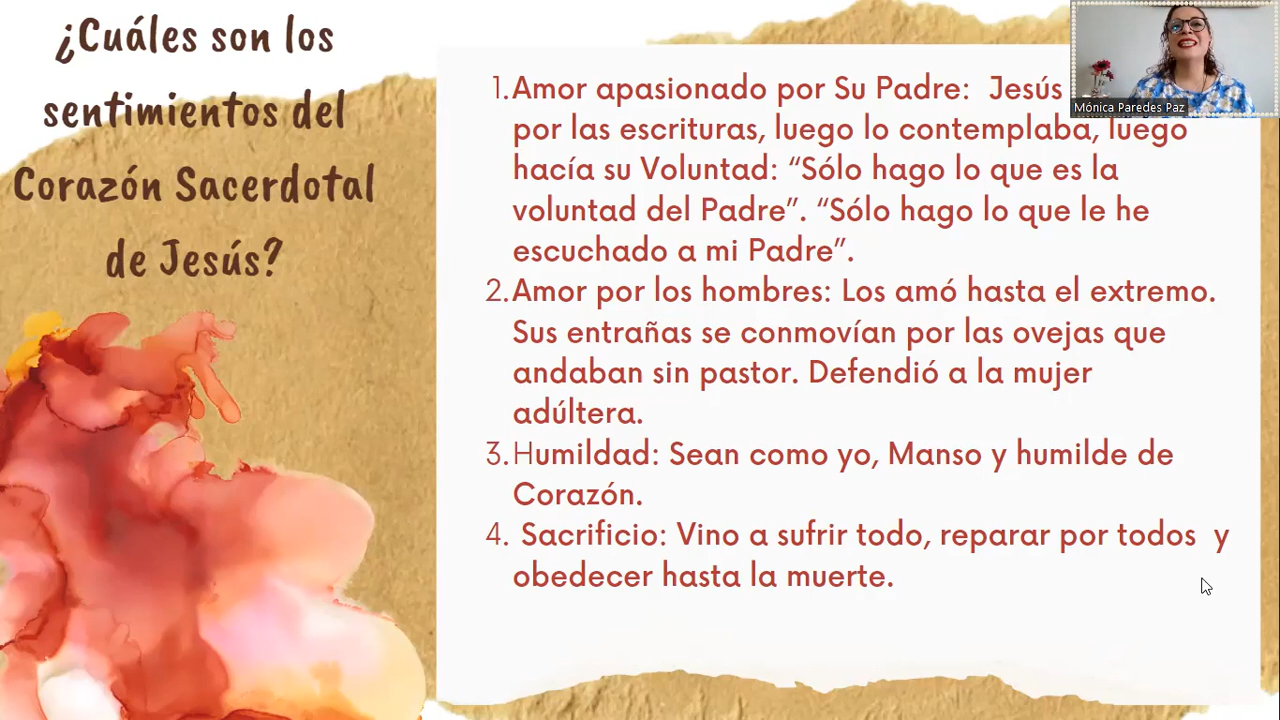 ¿Cuáles son los
sentimientos del
Corazón Sacerdotal
de Jesús?
1. Amor apasionado por Su Padre: Jesús
por las escrituras, luego lo contemplaba, luego
hacía su Voluntad: “Sólo hago lo que es la
voluntad del Padre”. “Sólo hago lo que le he
escuchado a mi Padre”.
2. Amor por los hombres: Los amó hasta el extremo.
Sus entrañas se conmovían por las ovejas que
andaban sin pastor. Defendió a la mujer
adúltera.
3. Humildad: Sean como yo, Manso y humilde de
Corazón.
4. Sacrificio: Vino a sufrir todo, reparar por todos y
obedecer hasta la muerte.
Mónica Paredes Paz